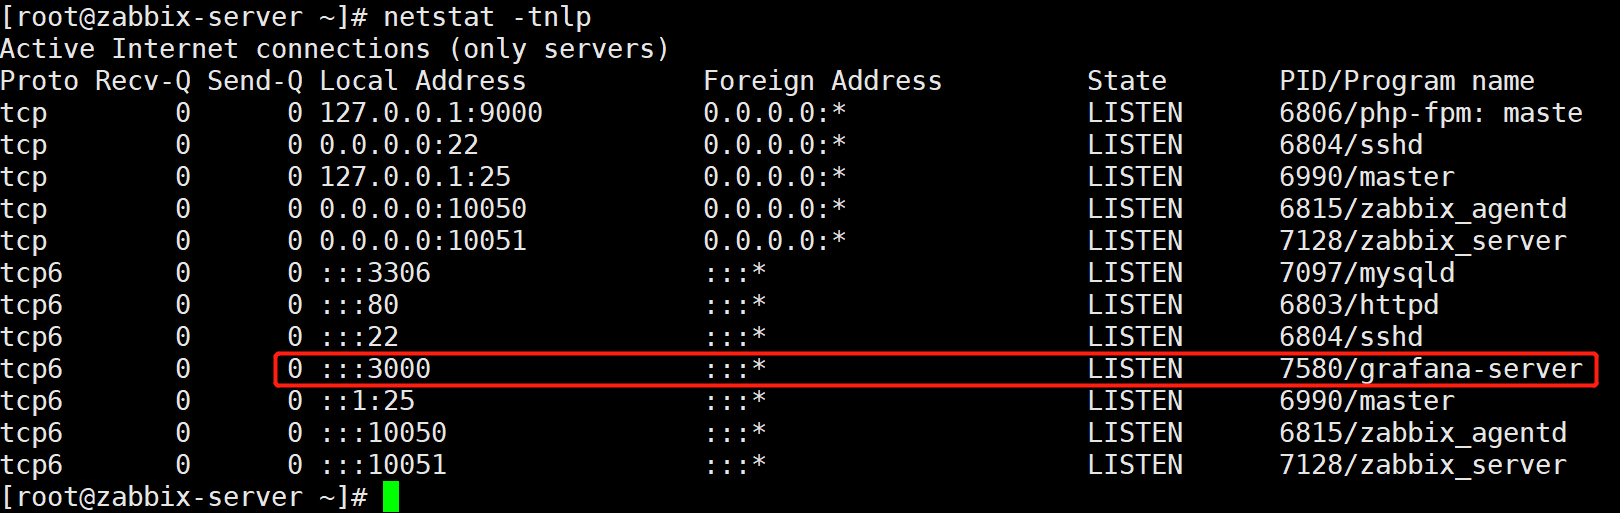 [root@zabbix-server ~]# netstat -tnlp
Active Internet connections (only servers)
Proto Recv-Q Send-Q Local Address           Foreign Address         State       PID/Program name
tcp        0      0 127.0.0.1:9000          0.0.0.0:*               LISTEN      6806/php-fpm: maste
tcp        0      0 0.0.0.0:22              0.0.0.0:*               LISTEN      6804/sshd
tcp        0      0 127.0.0.1:25            0.0.0.0:*               LISTEN      6990/master
tcp        0      0 0.0.0.0:10050           0.0.0.0:*               LISTEN      6815/zabbix_agentd
tcp        0      0 0.0.0.0:10051           0.0.0.0:*               LISTEN      7128/zabbix_server
tcp6       0      0 :::3306                 :::*                    LISTEN      7097/mysqld
tcp6       0      0 :::80                   :::*                    LISTEN      6803/httpd
tcp6       0      0 :::22                   :::*                    LISTEN      6804/sshd
tcp6       0      0 :::3000                 :::*                    LISTEN      7580/grafana-server
tcp6       0      0 ::1:25                  :::*                    LISTEN      6990/master
tcp6       0      0 :::10050                :::*                    LISTEN      6815/zabbix_agentd
tcp6       0      0 :::10051                :::*                    LISTEN      7128/zabbix_server
[root@zabbix-server ~]#